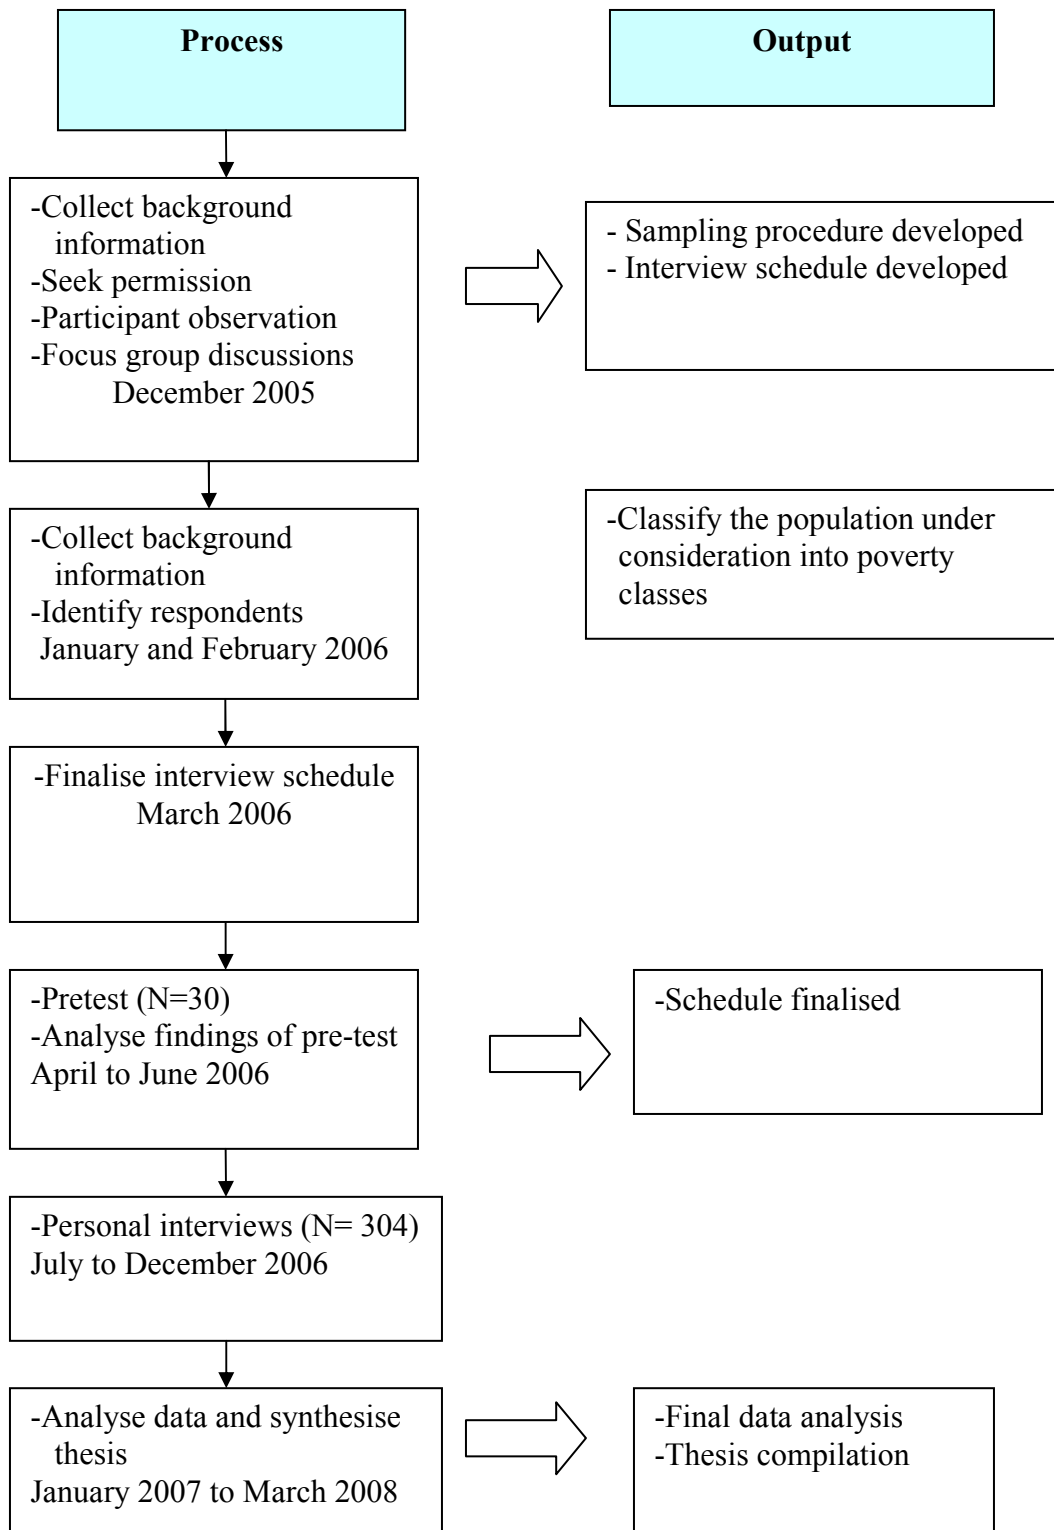 Process
Output
-Collect background
information
-Seek permission
-Participant observation
-Focus group discussions
December 2005
- Sampling procedure developed
- Interview schedule developed
-Collect background
information
-Identify respondents
January and February 2006
-Classify the population under
consideration into poverty
classes
-Finalise interview schedule
March 2006
-Pretest (N=30)
-Analyse findings of pre-test
April to June 2006
-Schedule finalised
-Personal interviews (N= 304)
July to December 2006
-Analyse data and synthesise
thesis
January 2007 to March 2008
-Final data analysis
-Thesis compilation